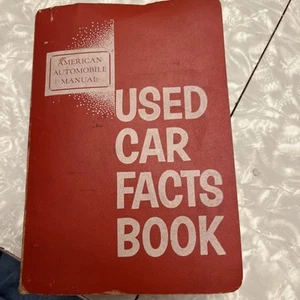 AMERICAN
AUTOMOBILE
MANUAL
USED
CAR
FACTS
BOOK